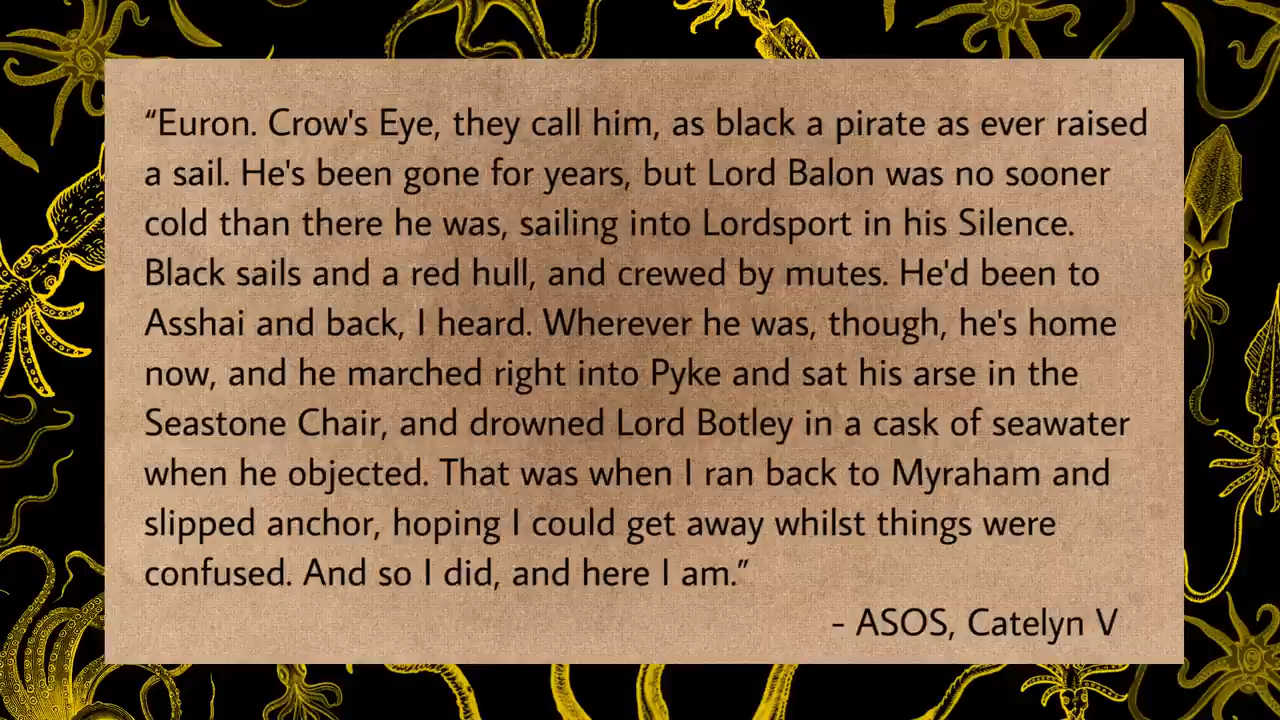 “Euron. Crow's Eye, they call him, as black a pirate as ever raised
a sail. He's been gone for years, but Lord Balon was no sooner
cold than there he was, sailing into Lordsport in his Silence.
Black sails and a red hull, and crewed by mutes. He'd been to
Asshai and back, I heard. Wherever he was, though, he's home
now, and he marched right into Pyke and sat his arse in the
Seastone Chair, and drowned Lord Botley in a cask of seawater
when he objected. That was when I ran back to Myraham and
slipped anchor, hoping I could get away whilst things were
confused. And so I did, and here I am.”
- ASOS, Catelyn V